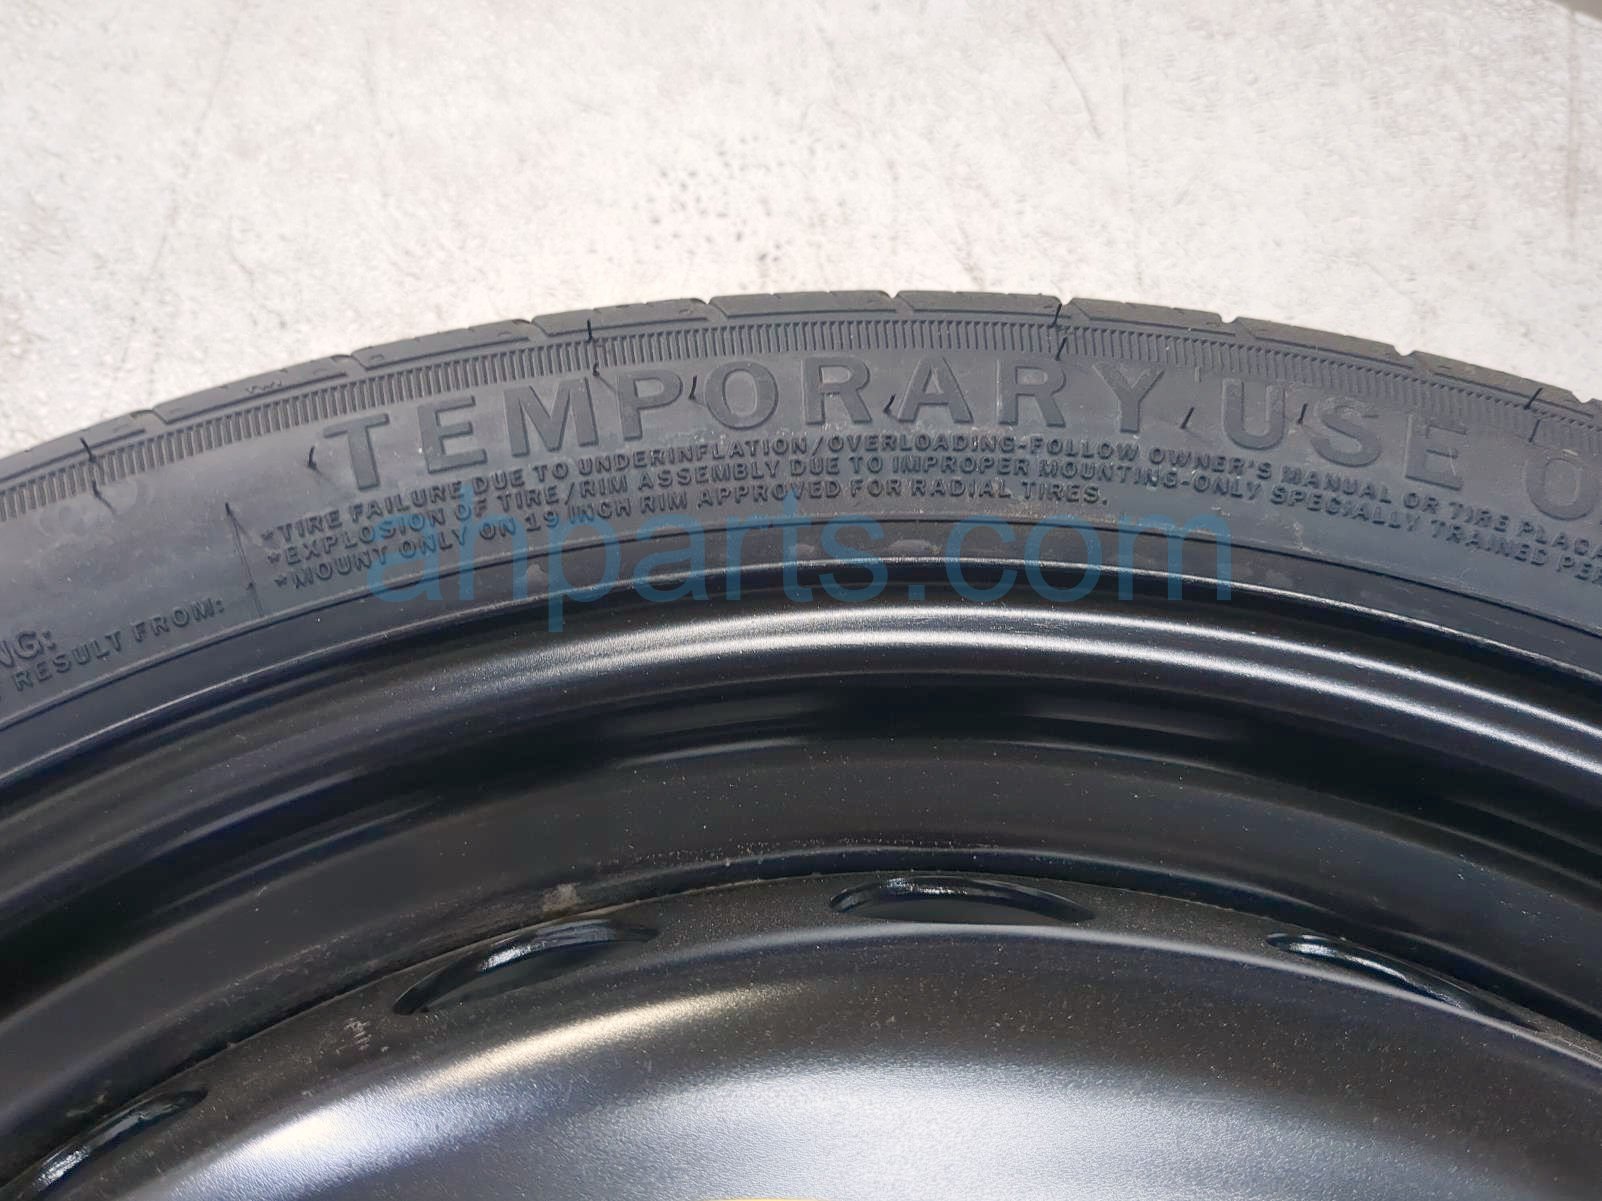 TEMPORARY USE
NG:
RESULT FROM:
*TIRE FAILURE DUE TO UNDERINFLATION/OVERLOADING-FOLLOW OWNER'S MANUAL OR TIRE PLACA
*EXPLOSION OF TIRE/RIM ASSEMBLY DUE TO IMPROPER MOUNTING-ONLY SPECIALLY TRAINED PE
*MOUNT ONLY ON 19 INCH RIM APPROVED FOR RADIAL TIRES.
ahparts.com